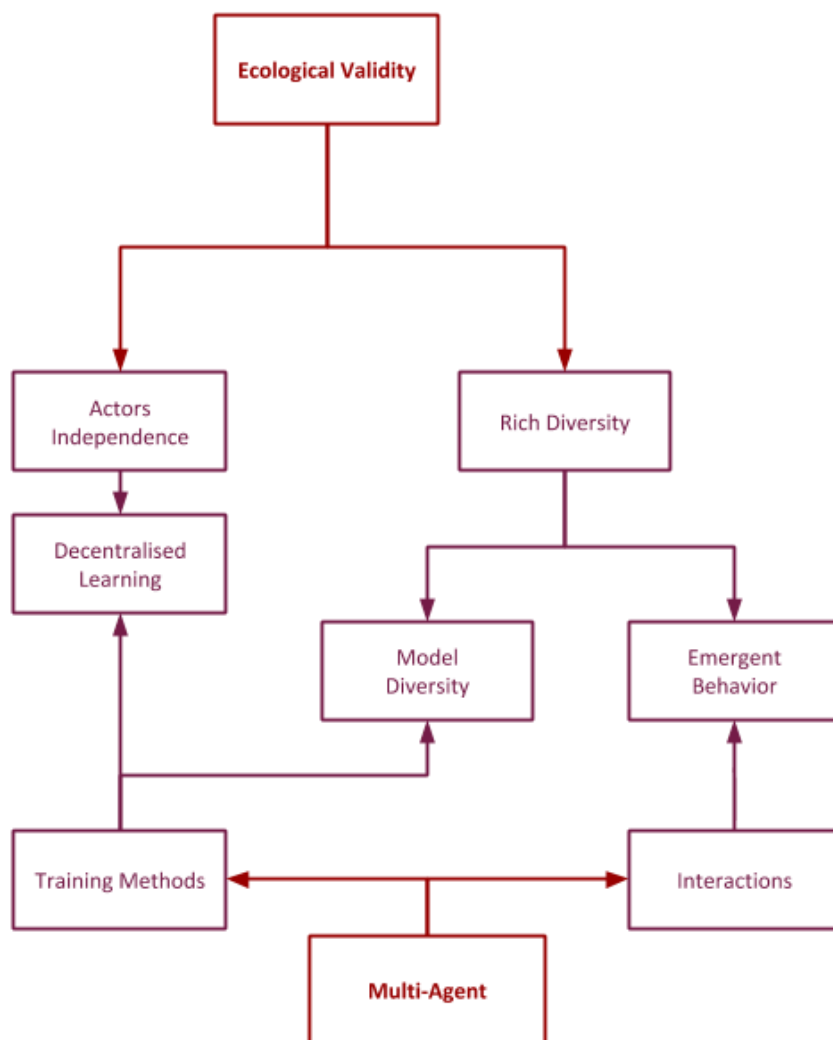 Ecological Validity
Actors
Independence
Rich Diversity
Decentralised
Learning
Model
Diversity
Emergent
Behavior
Training Methods
Interactions
Multi-Agent